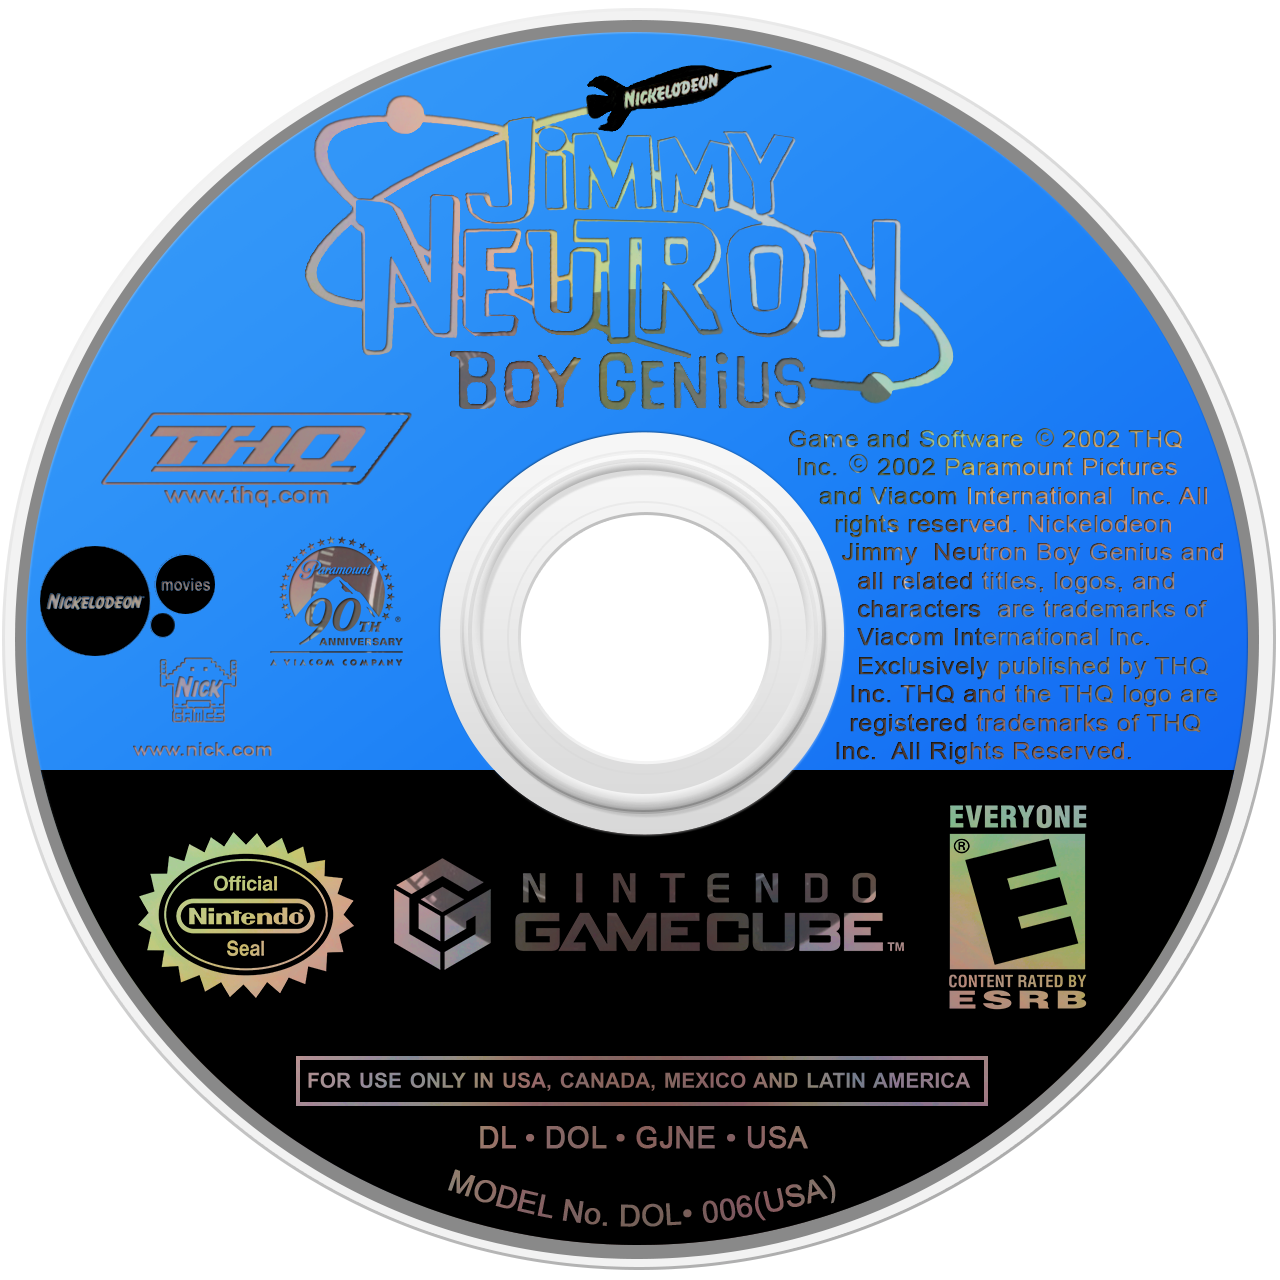 NICKELODEON
JIMMY
NEUTRON
BOY GENIUS
THQ
www.thq.com
Game and Software © 2002 THQ
Inc. © 2002 Paramount Pictures
and Viacom International Inc. All
rights reserved. Nickelodeon
Jimmy Neutron Boy Genius and
all related titles, logos, and
characters are trademarks of
Viacom International Inc.
Exclusively published by THQ
Inc. THQ and the THQ logo are
registered trademarks of THQ
Inc. All Rights Reserved.
NICKELODEON
movies
Paramount
90TH
ANNIVERSARY
A VIACOM COMPANY
NICK
GAMES
www.nick.com
Official
Nintendo®
Seal
NINTENDO
GAMECUBE™
EVERYONE
®
E
CONTENT RATED BY
ESRB
FOR USE ONLY IN USA, CANADA, MEXICO AND LATIN AMERICA
DL • DOL • GJNE • USA
MODEL No. DOL• 006(USA)